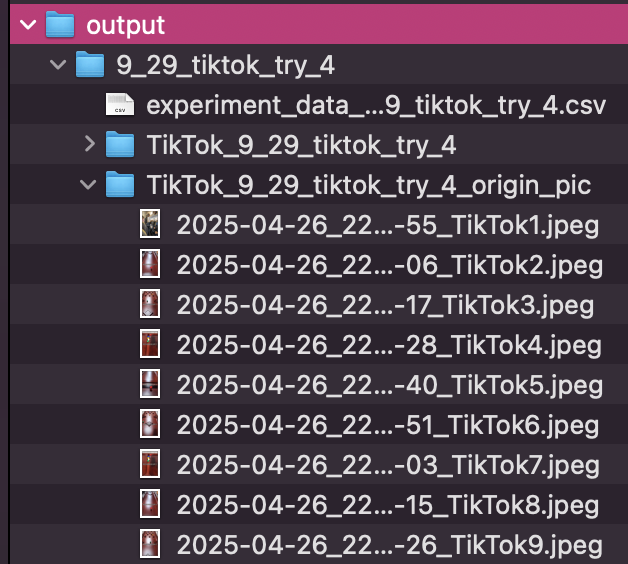 output
9_29_tiktok_try_4
experiment_data_...9_tiktok_try_4.csv
TikTok_9_29_tiktok_try_4
TikTok_9_29_tiktok_try_4_origin_pic
2025-04-26_22...-55_TikTok1.jpeg
2025-04-26_22...-06_TikTok2.jpeg
2025-04-26_22...-17_TikTok3.jpeg
2025-04-26_22...-28_TikTok4.jpeg
2025-04-26_22...-40_TikTok5.jpeg
2025-04-26_22...-51_TikTok6.jpeg
2025-04-26_22...-03_TikTok7.jpeg
2025-04-26_22...-15_TikTok8.jpeg
2025-04-26_22...-26_TikTok9.jpeg